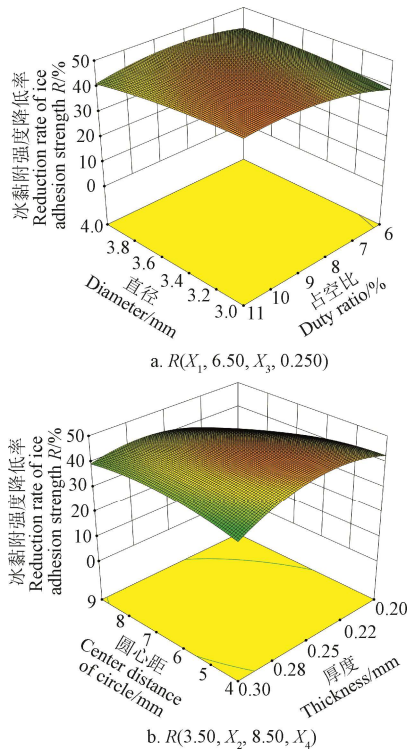 冰黏附强度降低率
Reduction rate of ice
adhesion strength R/%
50
40
30
20
10
0
4.0
3.8
3.6
3.4
3.2
3.0
直径
Diameter/mm
11
10
9
8
7
6
占空比
Duty ratio/%
a. R(X₁, 6.50, X₃, 0.250)
冰黏附强度降低率
Reduction rate of ice
adhesion strength R/%
50
40
30
20
10
0
9
8
7
6
5
4
圆心距
Center distance
of circle/mm
0.30
0.28
0.25
0.22
0.20
厚度
Thickness/mm
b. R(3.50, X₂, 8.50, X₄)